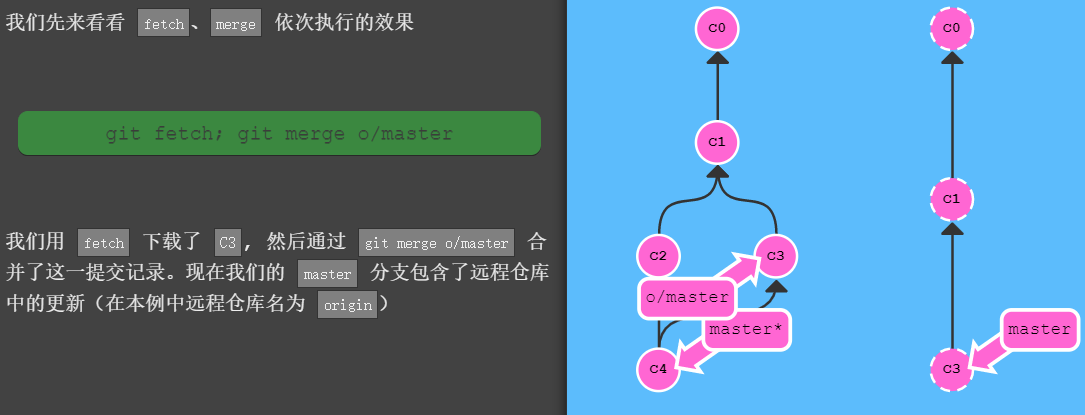 我们先来看看 fetch、merge 依次执行的效果
git fetch; git merge o/master
我们用 fetch 下载了 C3, 然后通过 git merge o/master 合
并了这一提交记录。现在我们的 master 分支包含了远程仓库
中的更新（在本例中远程仓库名为 origin）
C0
C1
C2
C3
o/master
master*
C4
C0
C1
master
C3